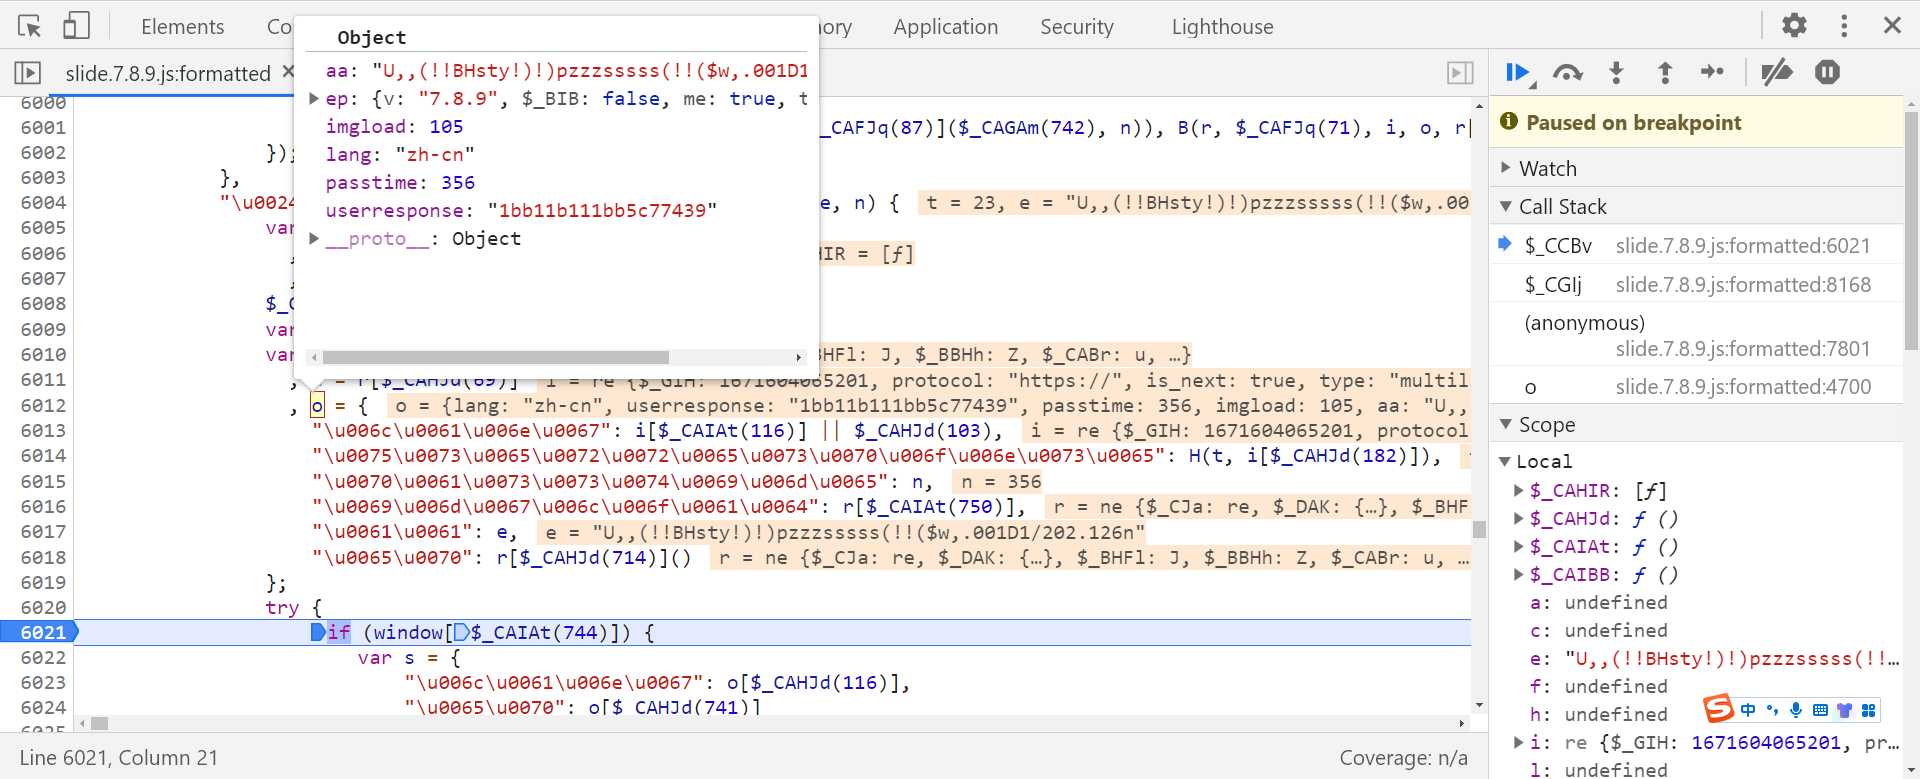 Elements Co ory Application Security Lighthouse
slide.7.8.9.js:formatted ×
Object
aa: "U,,(!!BHsty!)!)pzzzsssss(!!($w,.001D1
ep: {v: "7.8.9", $_BIB: false, me: true, t
imgload: 105
lang: "zh-cn"
passtime: 356
userresponse: "1bb11b111bb5c77439"
__proto__: Object
6000
6001 _CAFJq(87)]($_CAGAm(742), n)), B(r, $_CAFJq(71), i, o, r[
6002 });
6003 },
6004 "\u0024 e, n) { t = 23, e = "U,,(!!BHsty!)!)pzzzsssss(!!($w,.00
6005 var
6006 , HIR = [ƒ]
6007 ,
6008 $_C
6009 var
6010 var BHFl: J, $_BBHh: Z, $_CABr: u, …}
6011 , = r[$_CAHJd(69)] i = re {$_GIH: 1671604065201, protocol: "https://", is_next: true, type: "multil
6012 , o = { o = {lang: "zh-cn", userresponse: "1bb11b111bb5c77439", passtime: 356, imgload: 105, aa: "U,,
6013 "\u006c\u0061\u006e\u0067": i[$_CAIAt(116)] || $_CAHJd(103), i = re {$_GIH: 1671604065201, protocol
6014 "\u0075\u0073\u0065\u0072\u0072\u0065\u0073\u0070\u006f\u006e\u0073\u0065": H(t, i[$_CAHJd(182)]),
6015 "\u0070\u0061\u0073\u0073\u0074\u0069\u006d\u0065": n, n = 356
6016 "\u0069\u006d\u0067\u006c\u006f\u0061\u0064": r[$_CAIAt(750)], r = ne {$_CJa: re, $_DAK: {…}, $_BHF
6017 "\u0061\u0061": e, e = "U,,(!!BHsty!)!)pzzzsssss(!!($w,.001D1/202.126n"
6018 "\u0065\u0070": r[$_CAHJd(714)]() r = ne {$_CJa: re, $_DAK: {…}, $_BHFl: J, $_BBHh: Z, $_CABr: u, …
6019 };
6020 try {
6021 if (window[$_CAIAt(744)]) {
6022 var s = {
6023 "\u006c\u0061\u006e\u0067": o[$_CAHJd(116)],
6024 "\u0065\u0070": o[$_CAHJd(741)]
6025
Line 6021, Column 21
Coverage: n/a
Paused on breakpoint
Watch
Call Stack
$_CCBv slide.7.8.9.js:formatted:6021
$_CGIj slide.7.8.9.js:formatted:8168
(anonymous)
slide.7.8.9.js:formatted:7801
o slide.7.8.9.js:formatted:4700
Scope
Local
$_CAHIR: [ƒ]
$_CAHJd: ƒ ()
$_CAIAt: ƒ ()
$_CAIBB: ƒ ()
a: undefined
c: undefined
e: "U,,(!!BHsty!)!)pzzzsssss(!!…
f: undefined
h: undefined
S中
i: re {$_GIH: 1671604065201, pr…
l: undefined